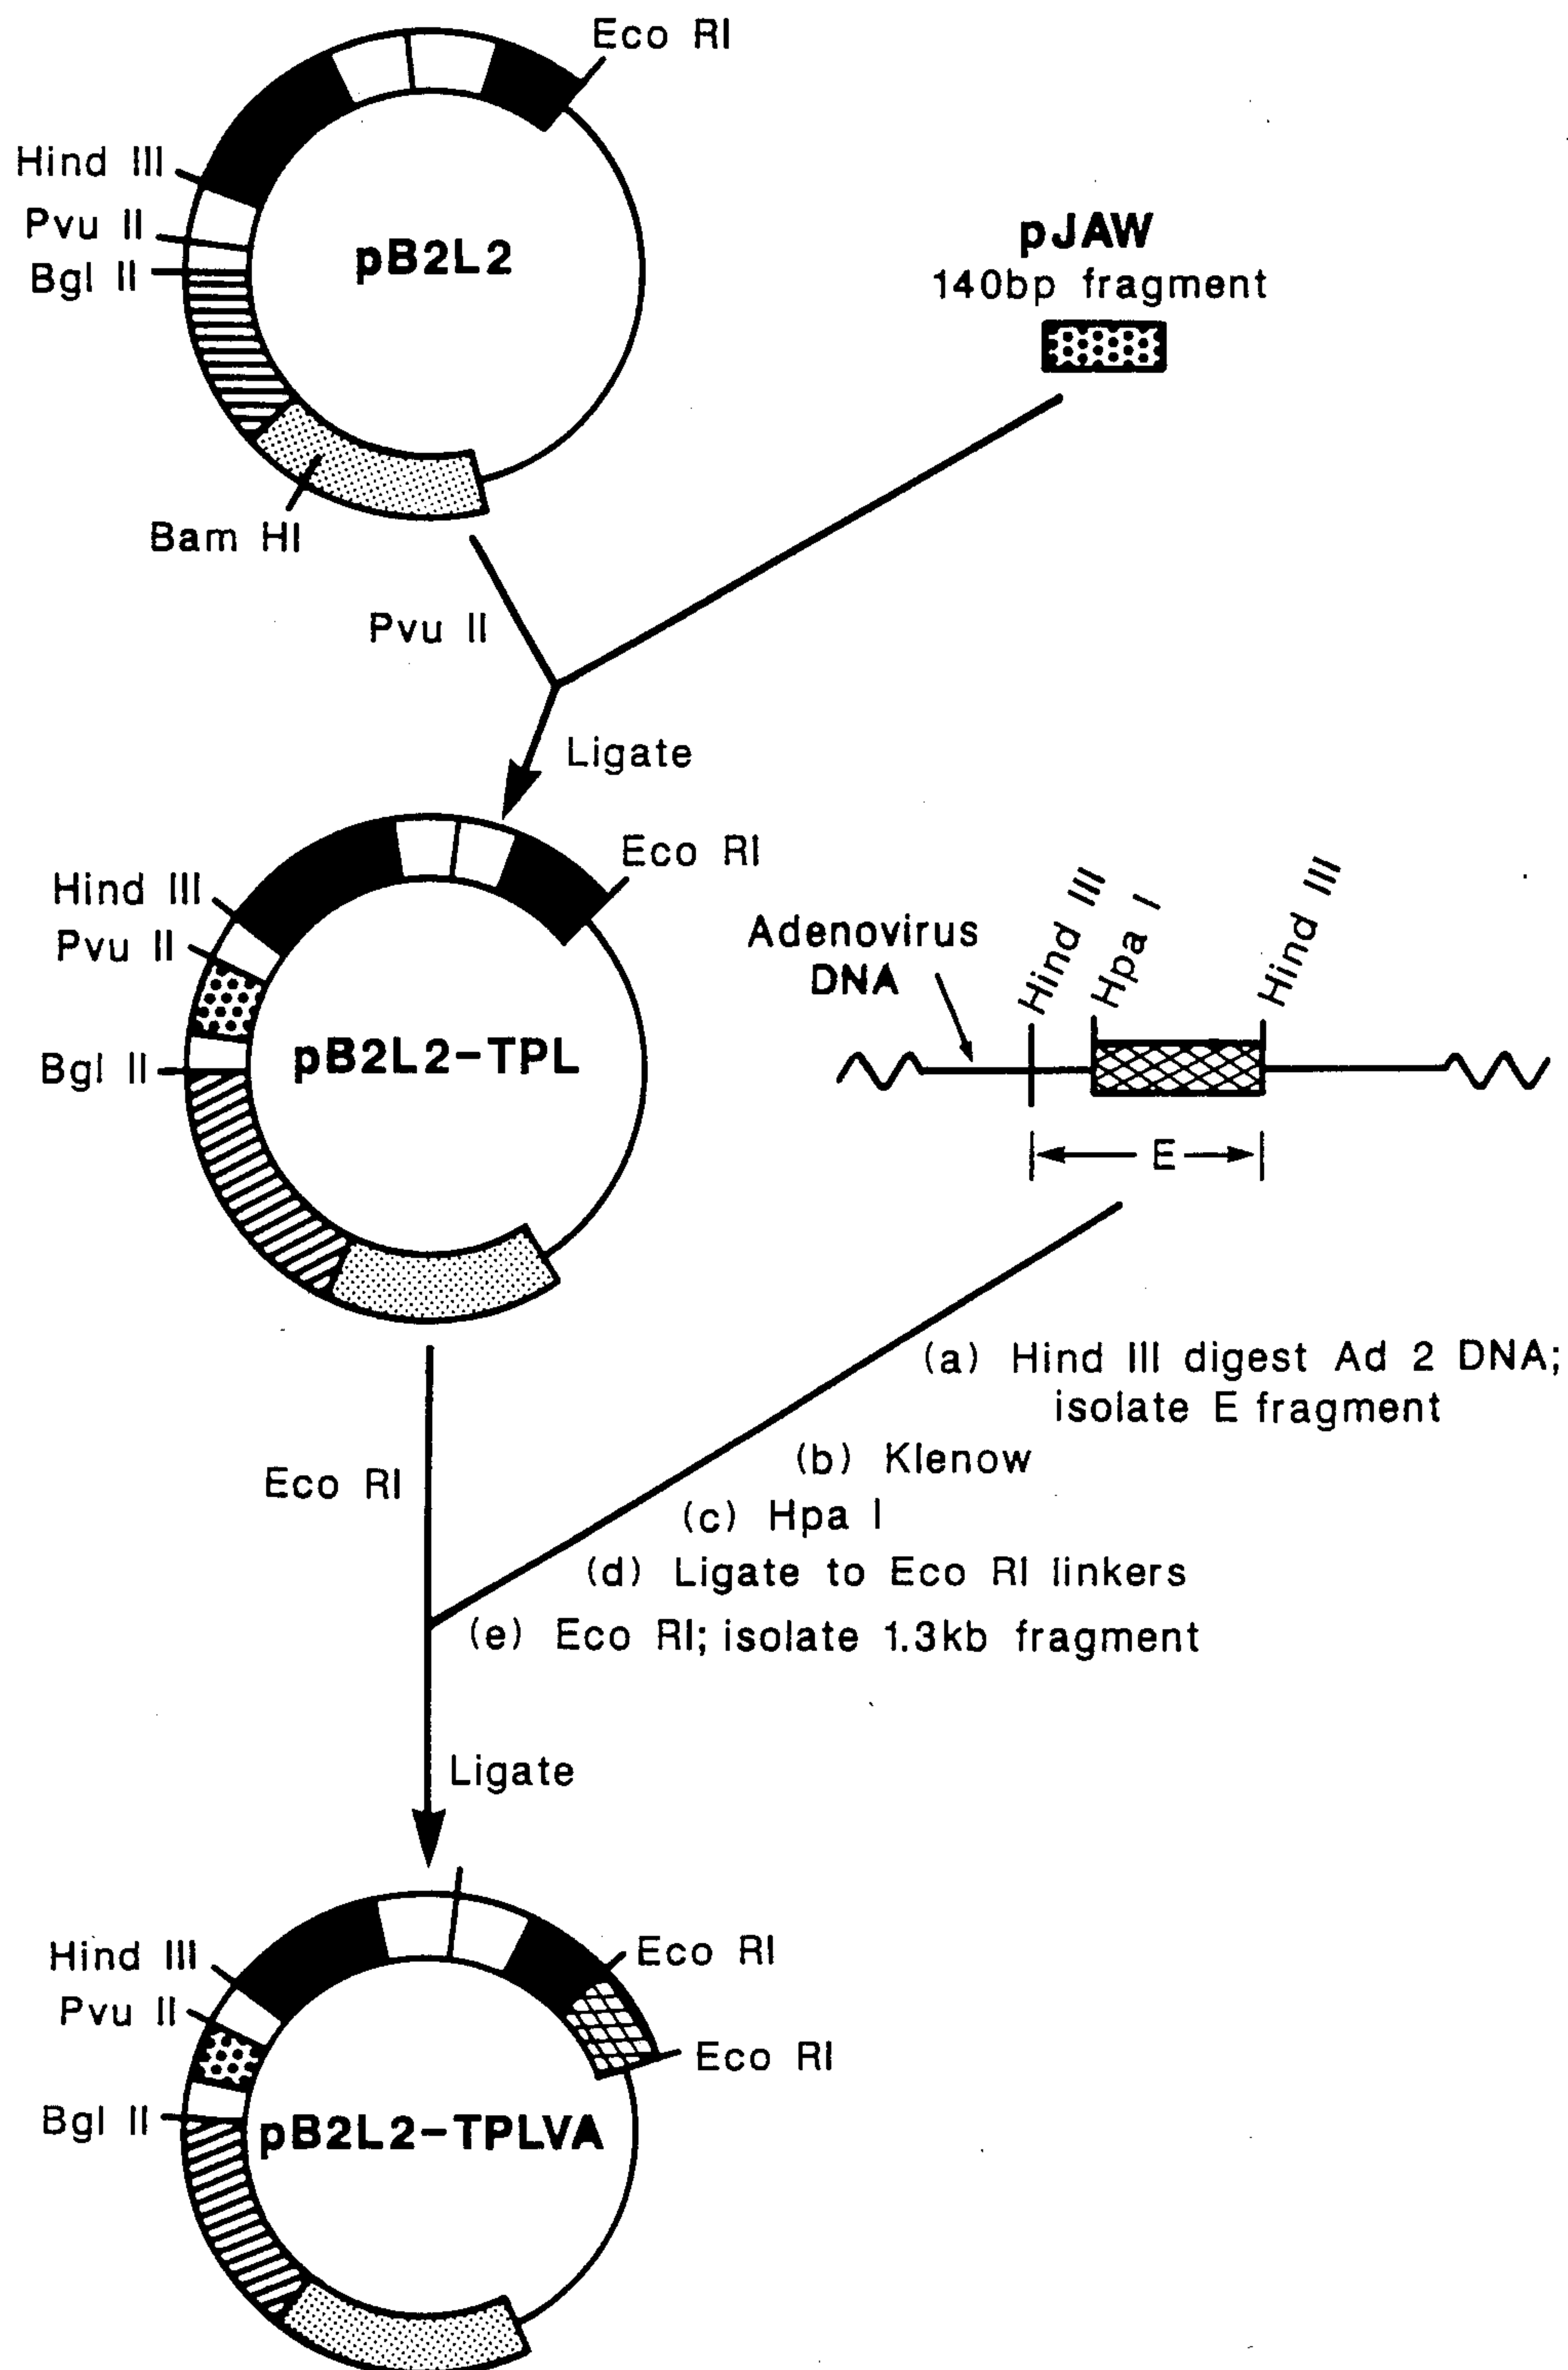 Eco RI
Hind III
Pvu II
Bgl II
pB2L2
Bam HI
pJAW
140bp fragment
Pvu II
Ligate
Eco RI
Hind III
Pvu II
Bgl II
pB2L2-TPL
Adenovirus
DNA
Hind III
Hpa I
Hind III
E
(a) Hind III digest Ad 2 DNA;
isolate E fragment
(b) Klenow
(c) Hpa I
(d) Ligate to Eco RI linkers
(e) Eco RI; isolate 1.3kb fragment
Eco RI
Ligate
Hind III
Pvu II
Bgl II
Eco RI
Eco RI
pB2L2-TPLVA